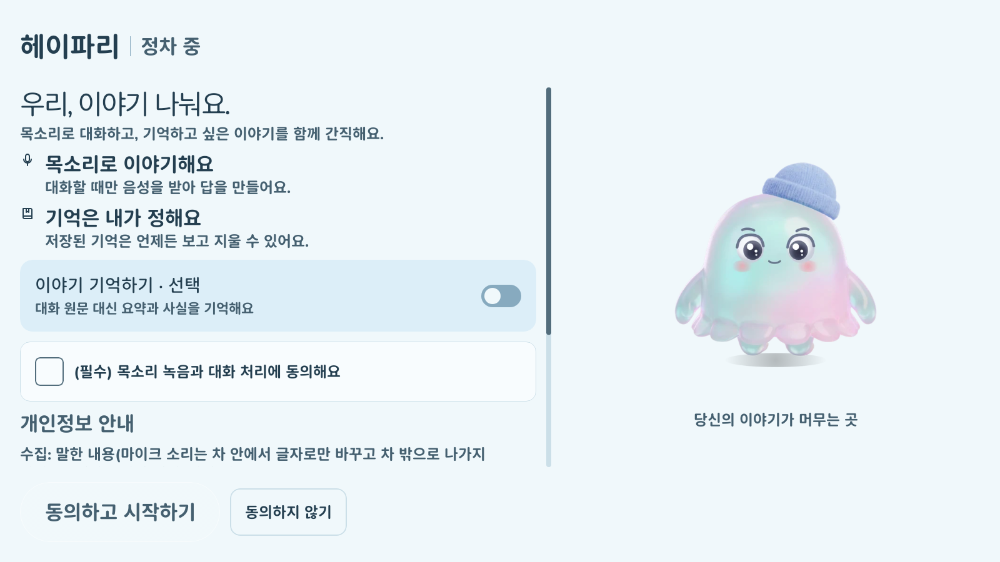 헤이파리
정차 중
우리, 이야기 나눠요.
목소리로 대화하고, 기억하고 싶은 이야기를 함께 간직해요.
목소리로 이야기해요
대화할 때만 음성을 받아 답을 만들어요.
기억은 내가 정해요
저장된 기억은 언제든 보고 지울 수 있어요.
이야기 기억하기 · 선택
대화 원문 대신 요약과 사실을 기억해요
(필수) 목소리 녹음과 대화 처리에 동의해요
개인정보 안내
수집: 말한 내용(마이크 소리는 차 안에서 글자로만 바꾸고 차 밖으로 나가지
동의하고 시작하기
동의하지 않기
당신의 이야기가 머무는 곳